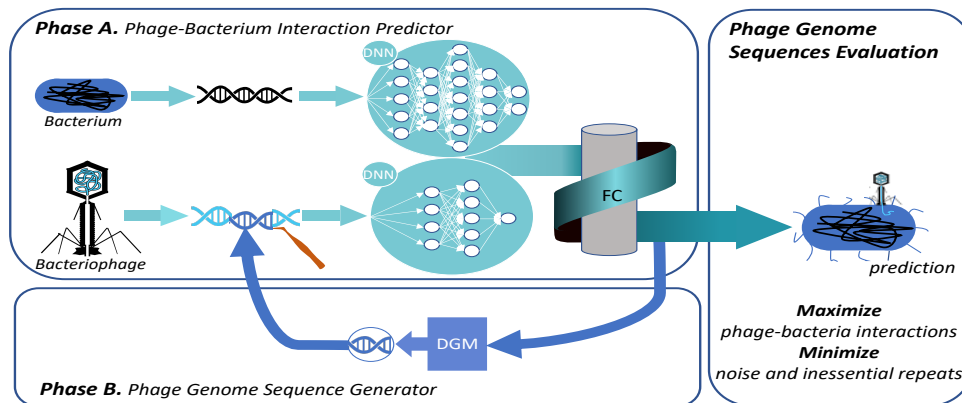 Phase A. Phage-Bacterium Interaction Predictor
DNN
Bacterium
DNN
Bacteriophage
FC
DGM
Phase B. Phage Genome Sequence Generator
Phage Genome
Sequences Evaluation
prediction
Maximize
phage-bacteria interactions
Minimize
noise and inessential repeats